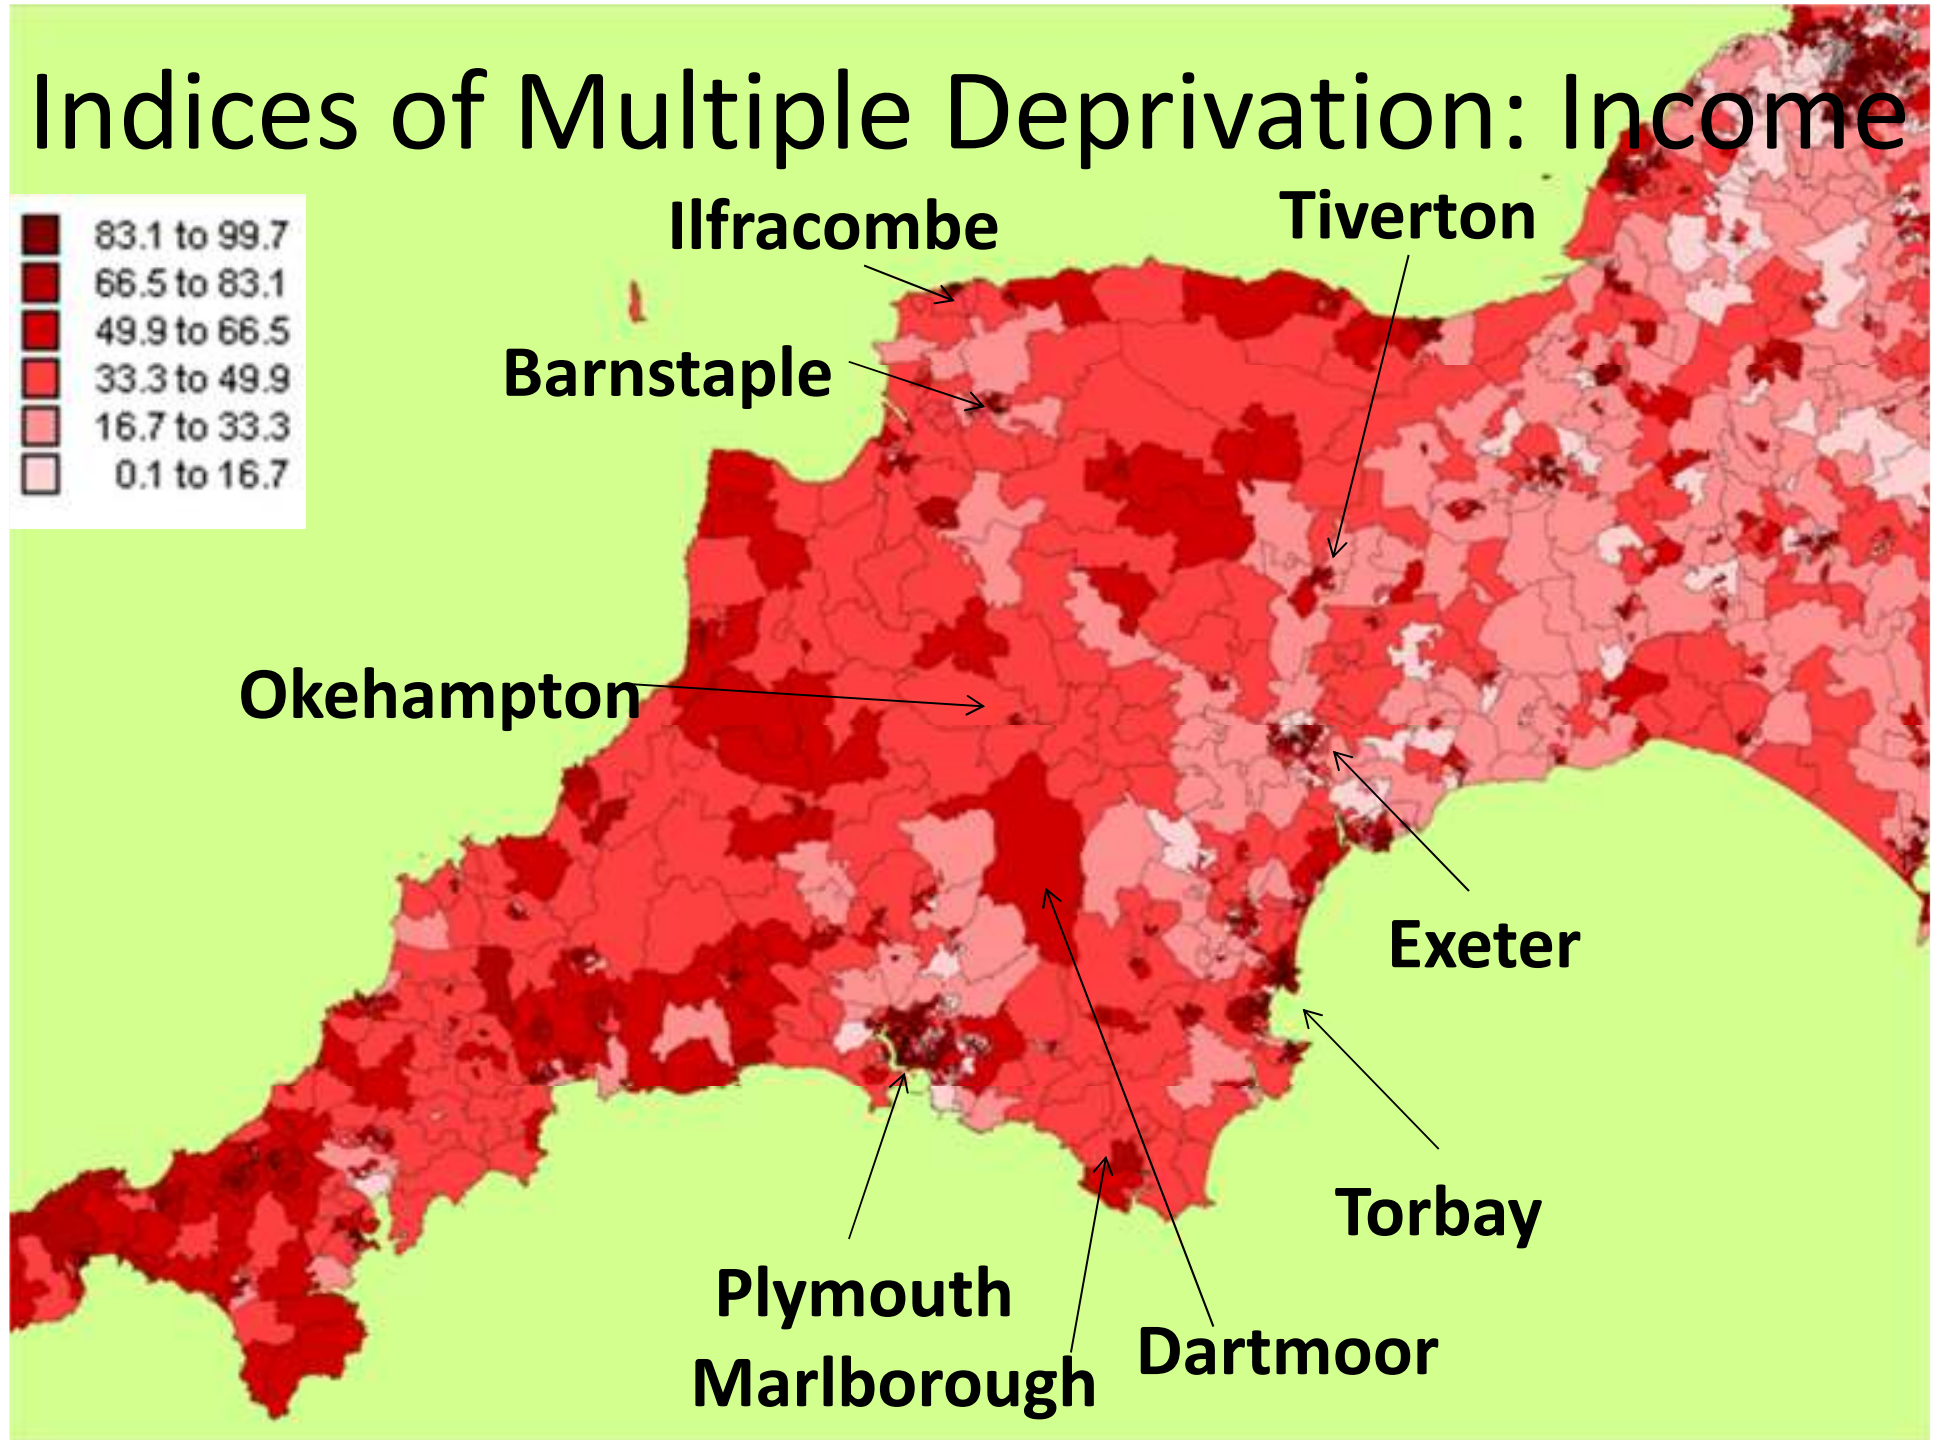 Indices of Multiple Deprivation: Income
83.1 to 99.7
66.5 to 83.1
49.9 to 66.5
33.3 to 49.9
16.7 to 33.3
0.1 to 16.7
Ilfracombe
Tiverton
Barnstaple
Okehampton
Exeter
Torbay
Plymouth
Dartmoor
Marlborough